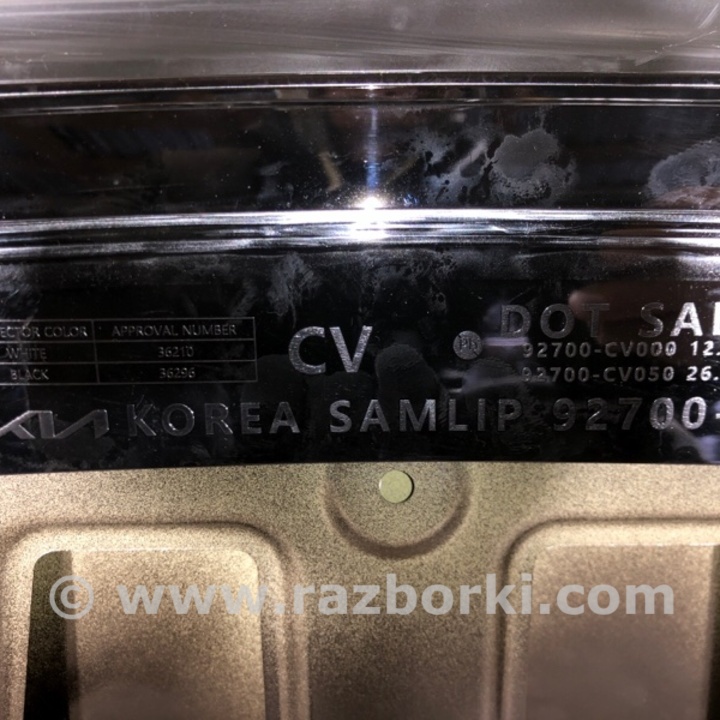 ECTOR COLOR APPROVAL NUMBER
WHITE 36210
BLACK 36296
CV
DOT SA
92700-CV000 12.
92700-CV050 26.
KIA KOREA SAMLIP 92700-
© www.razborki.com